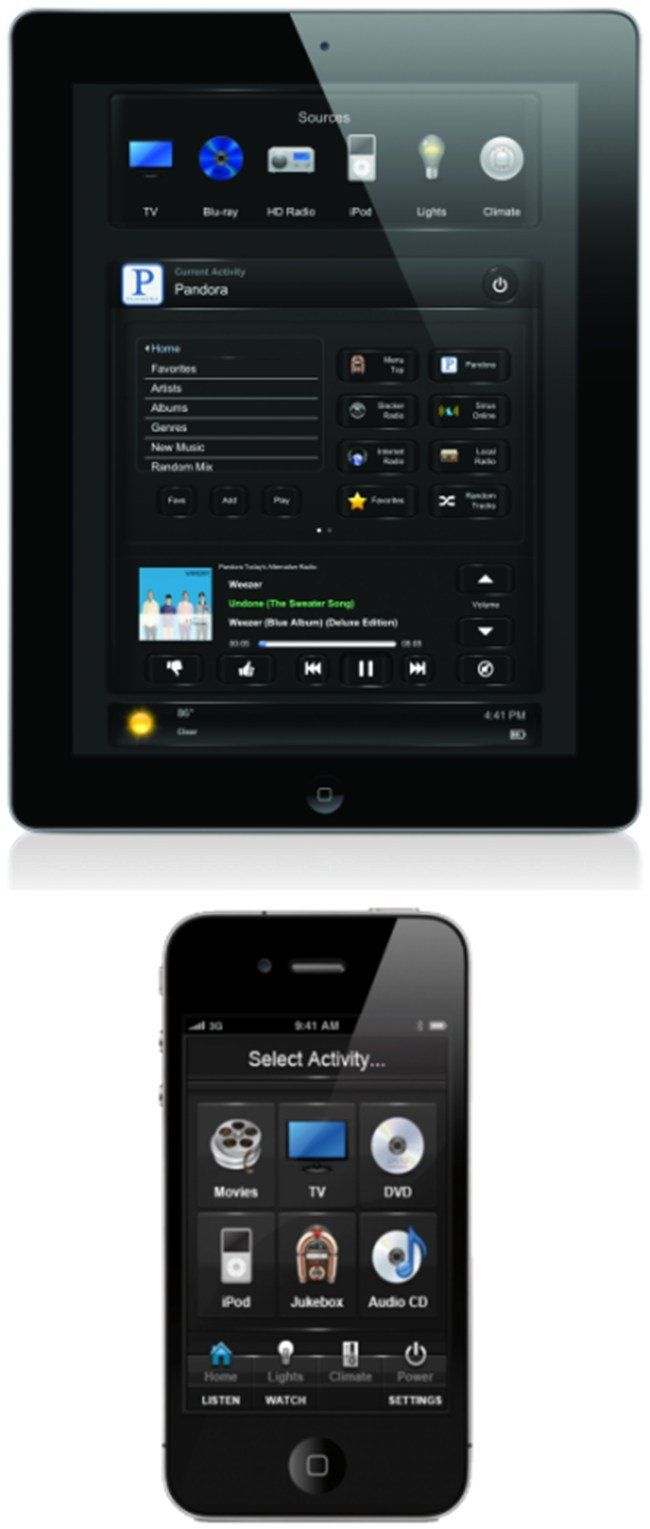 Sources
TV Blu-ray HD Radio iPod Lights Climate
P
PANDORA
Current Activity
Pandora
Home
Favorites
Artists
Albums
Genres
New Music
Random Mix
Menu Top
Pandora
Slacker Radio
Sirius Online
Internet Radio
Local Radio
Favorites
Random Tracks
Favs Add Play
weezer
Pandora Today's Alternative Radio
Weezer
Undone (The Sweater Song)
Weezer (Blue Album) (Deluxe Edition)
Volume
86°
Clear
4:41 PM
3G 9:41 AM
Select Activity...
Movies TV DVD
iPod Jukebox Audio CD
Home Lights Climate Power
LISTEN WATCH SETTINGS